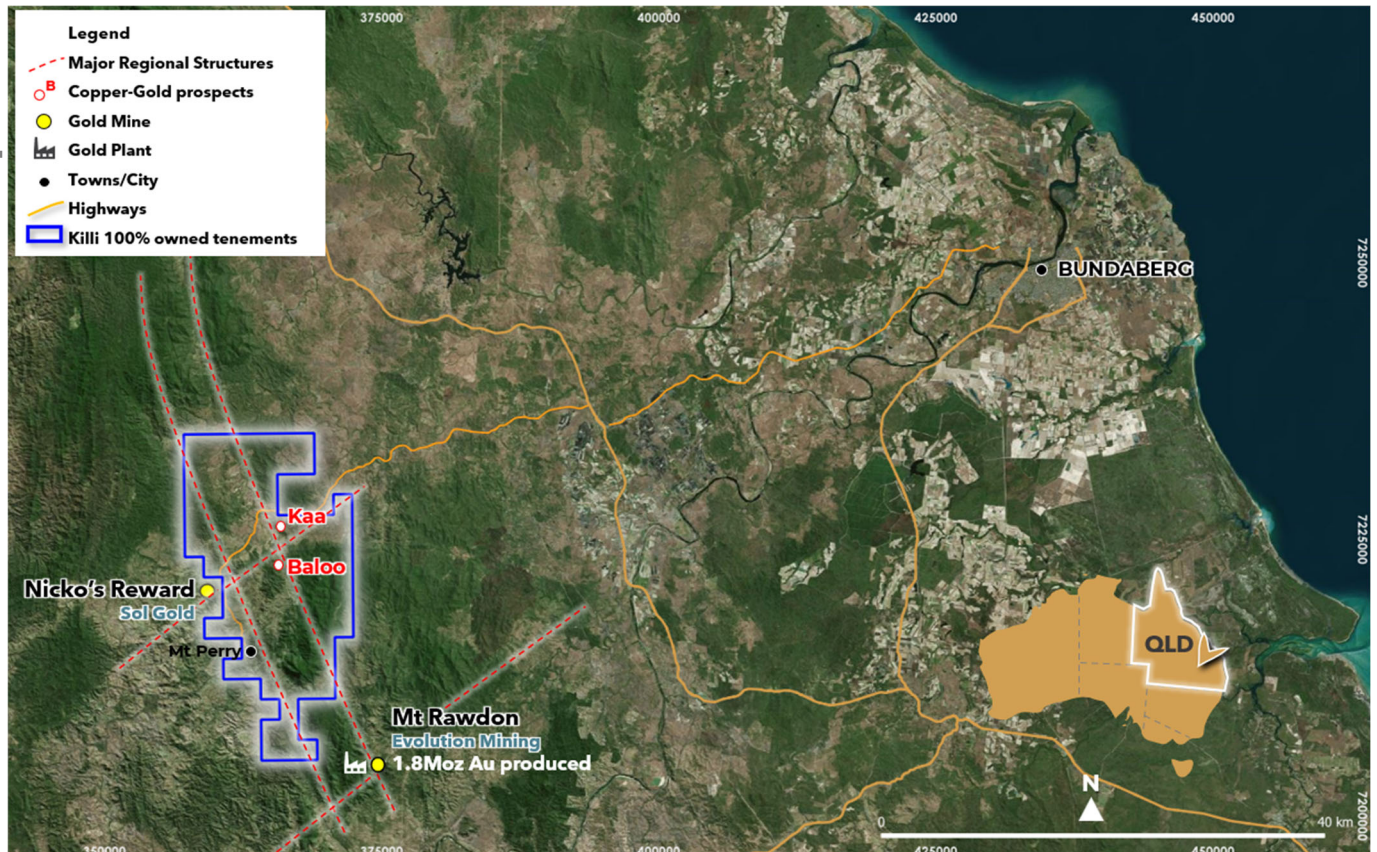 Legend
Major Regional Structures
B
Copper-Gold prospects
Gold Mine
Gold Plant
Towns/City
Highways
Killi 100% owned tenements
375000
400000
425000
450000
7250000
BUNDABERG
7225000
Kaa
Baloo
Nicko's Reward
Sol Gold
Mt Perry
QLD
Mt Rawdon
Evolution Mining
1.8Moz Au produced
N
0
40 km
7200000
350000
375000
400000
425000
450000